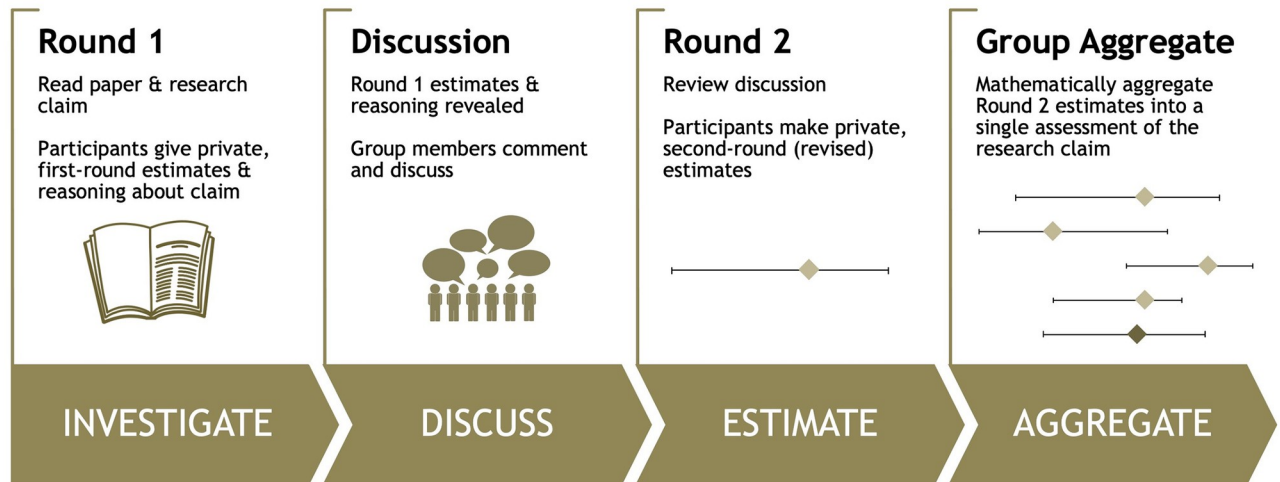 Round 1
Read paper & research
claim
Participants give private,
first-round estimates &
reasoning about claim
INVESTIGATE
Discussion
Round 1 estimates &
reasoning revealed
Group members comment
and discuss
DISCUSS
Round 2
Review discussion
Participants make private,
second-round (revised)
estimates
ESTIMATE
Group Aggregate
Mathematically aggregate
Round 2 estimates into a
single assessment of the
research claim
AGGREGATE